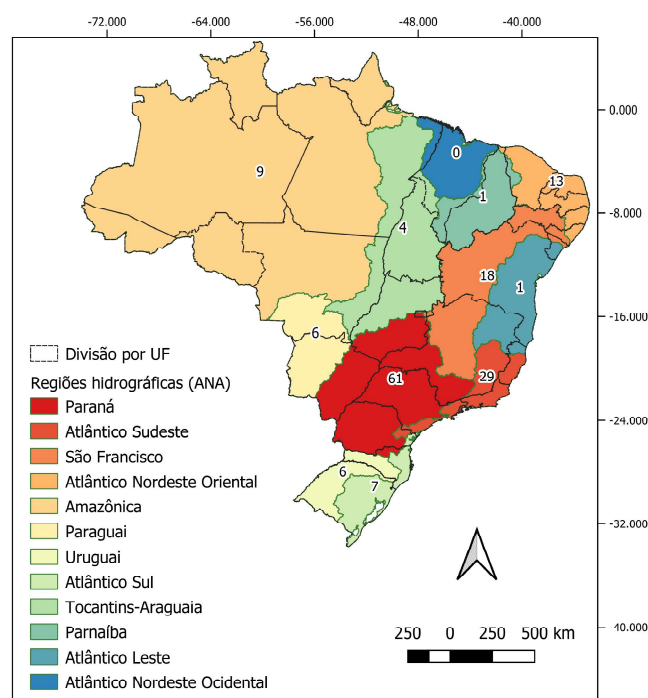 -72.000 -64.000 -56.000 -48.000 -40.000
0.000
0
9
13
1
-8.000
4
18
1
-16.000
6
Divisão por UF
29
61
Regiões hidrográficas (ANA)
Paraná
-24.000
Atlântico Sudeste
São Francisco
6
Atlântico Nordeste Oriental
7
Amazônica
-32.000
Paraguai
Uruguai
Atlântico Sul
Tocantins-Araguaia
-40.000
Parnaíba
250 0 250 500 km
Atlântico Leste
Atlântico Nordeste Ocidental